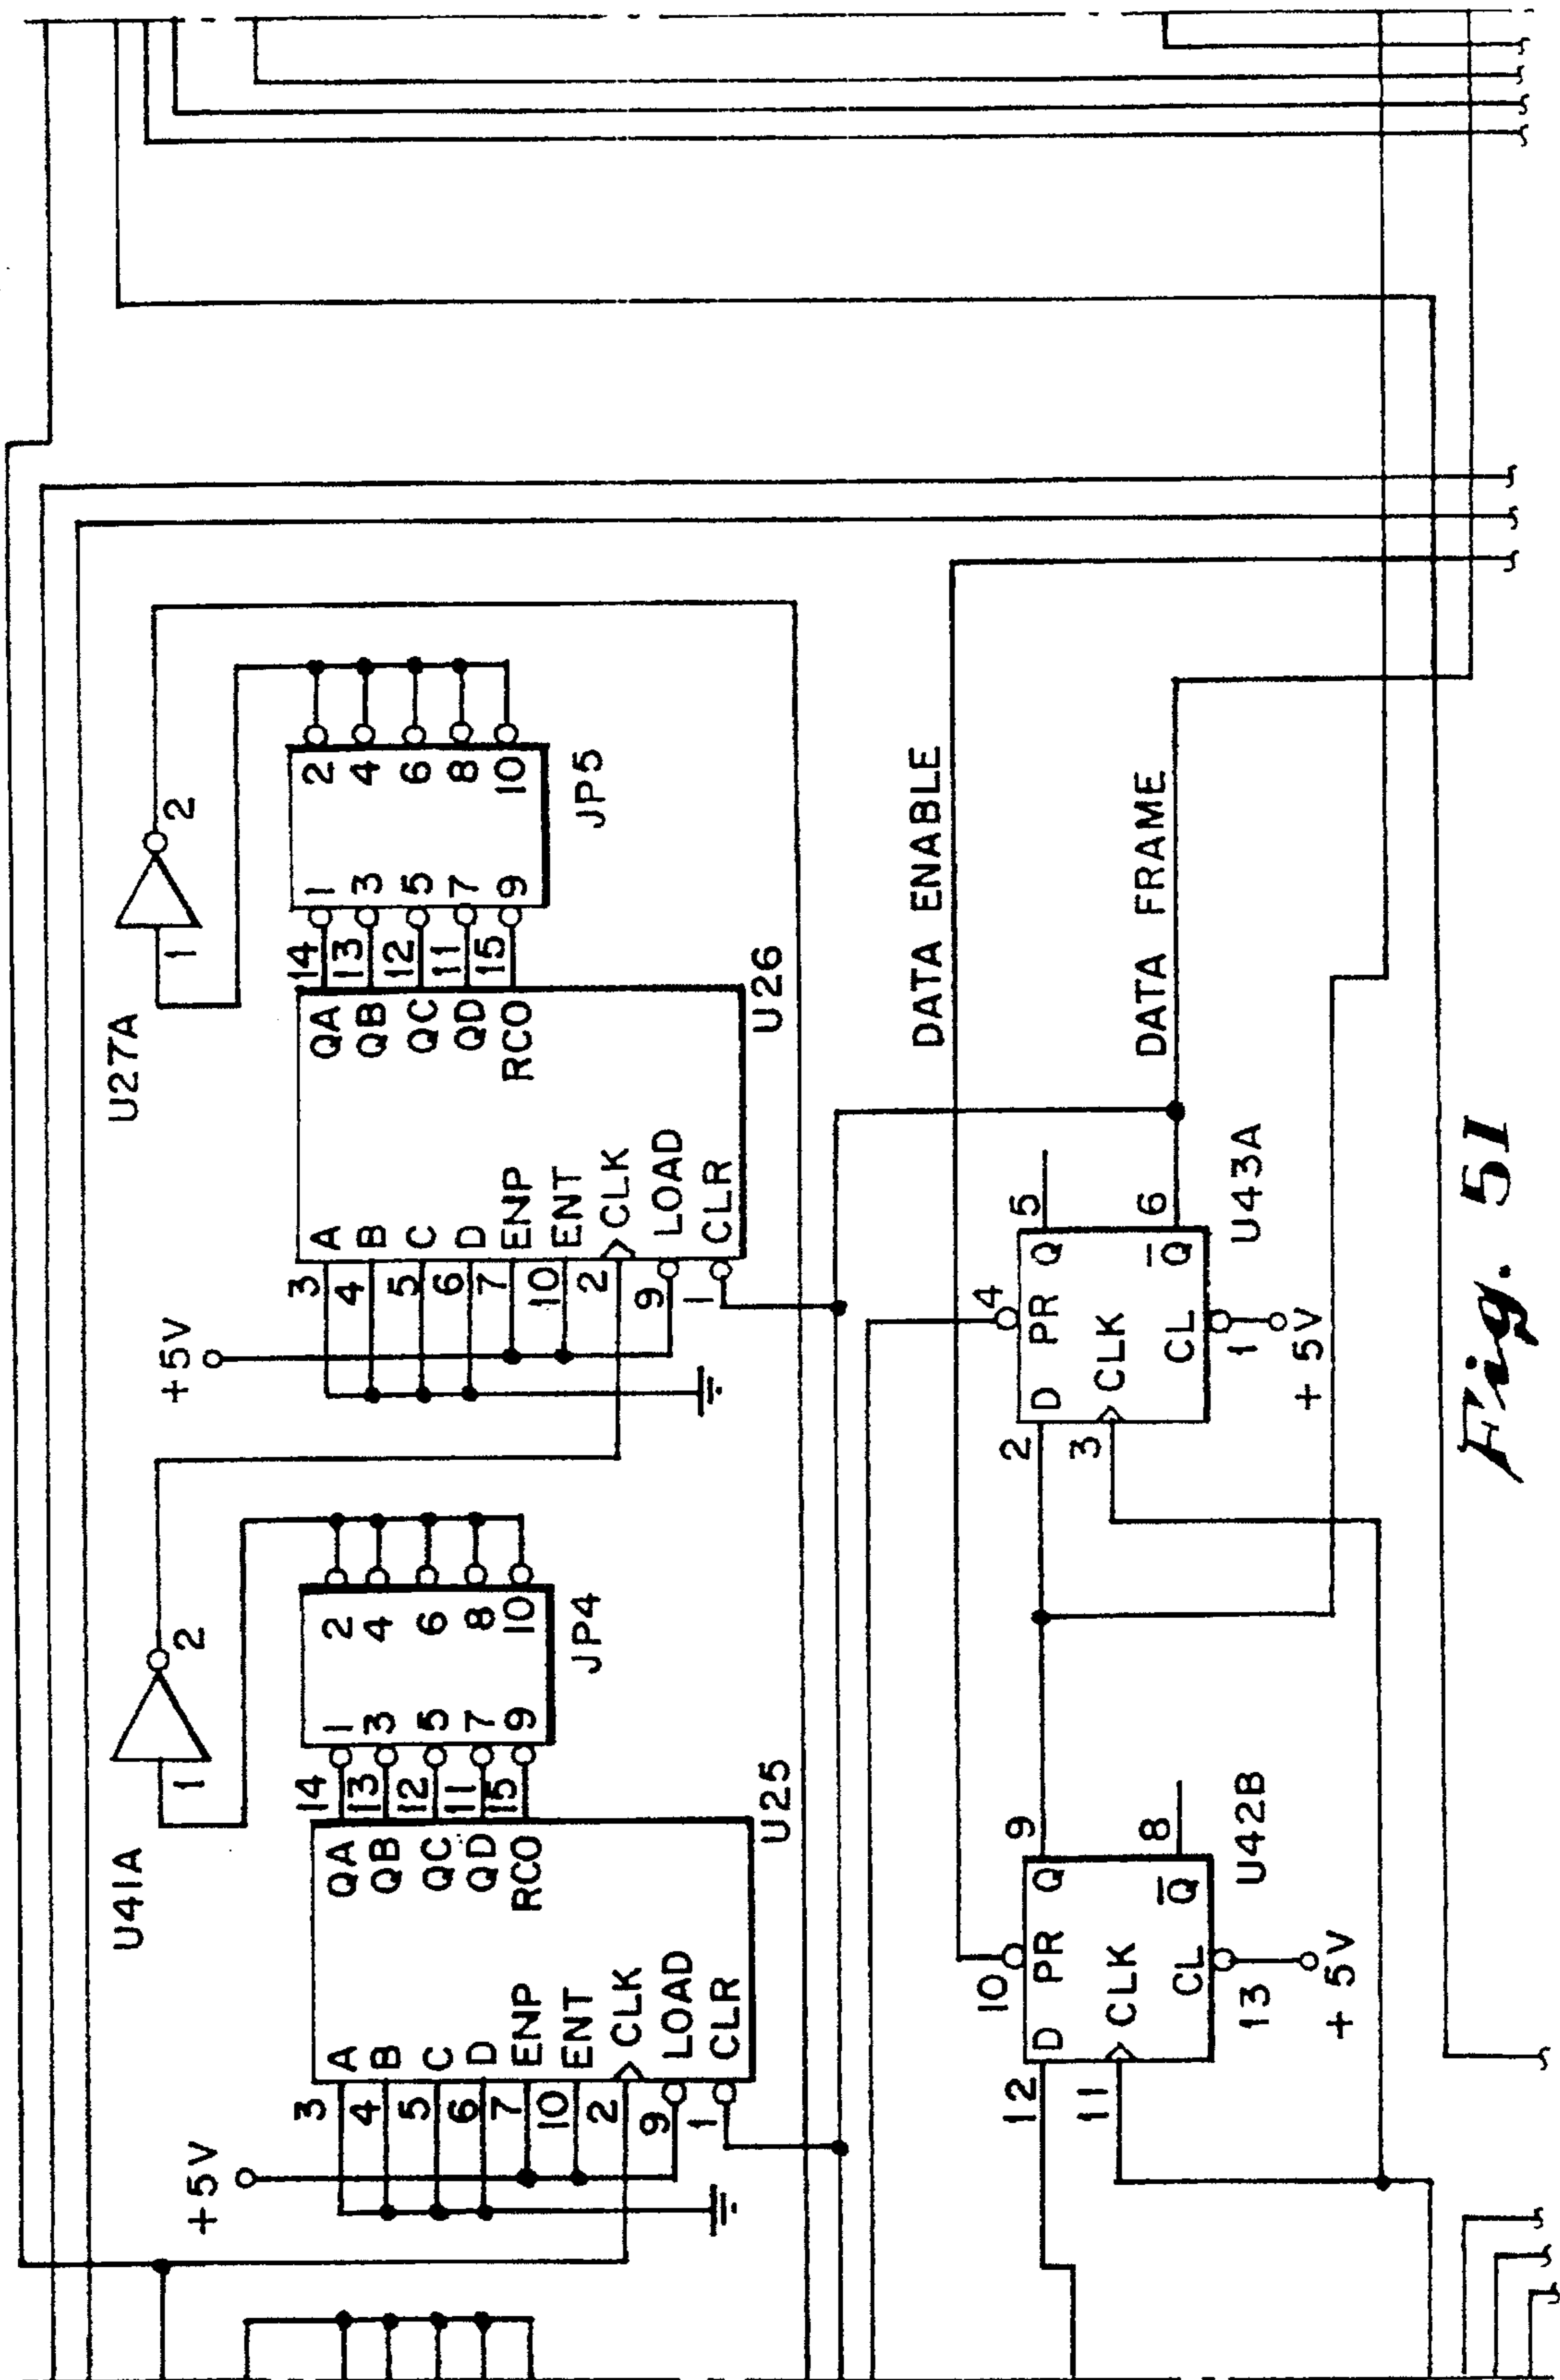 U41A
1
2
U27A
1
2
+5V
3 A
4 B
5 C
6 D
7 ENP
10 ENT
2 CLK
9 LOAD
1 CLR
QA 14
QB 13
QC 12
QD 11
RCO 15
U25
1 2
3 4
5 6
7 8
9 10
JP4
+5V
3 A
4 B
5 C
6 D
7 ENP
10 ENT
2 CLK
9 LOAD
1 CLR
QA 14
QB 13
QC 12
QD 11
RCO 15
U26
1 2
3 4
5 6
7 8
9 10
JP5
DATA ENABLE
10
12 D PR Q 9
11 CLK
CL Q̅ 8
13
+5V
U42B
4
2 D PR Q 5
3 CLK
CL Q̅ 6
1
+5V
U43A
DATA FRAME
Fig. 5I